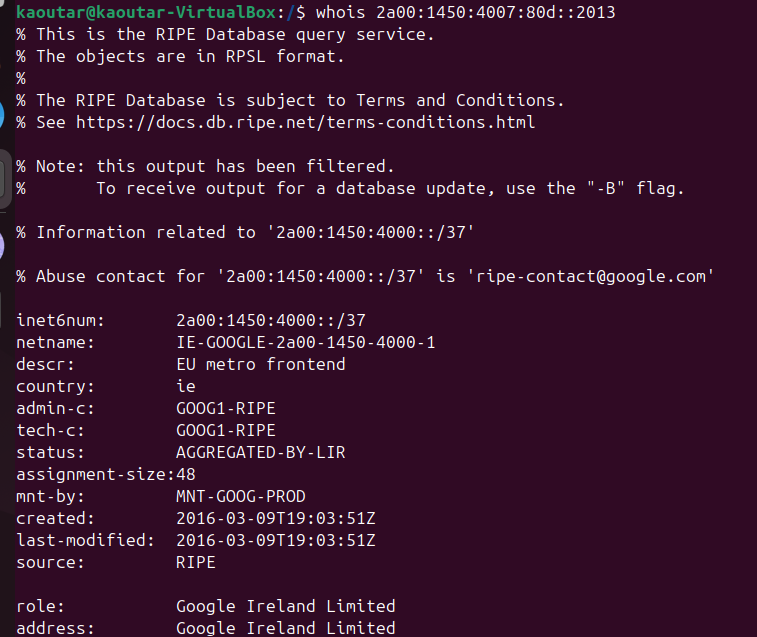 kaoutar@kaoutar-VirtualBox:/$ whois 2a00:1450:4007:80d::2013
% This is the RIPE Database query service.
% The objects are in RPSL format.
%
% The RIPE Database is subject to Terms and Conditions.
% See https://docs.db.ripe.net/terms-conditions.html

% Note: this output has been filtered.
%       To receive output for a database update, use the "-B" flag.

% Information related to '2a00:1450:4000::/37'

% Abuse contact for '2a00:1450:4000::/37' is 'ripe-contact@google.com'

inet6num:       2a00:1450:4000::/37
netname:        IE-GOOGLE-2a00-1450-4000-1
descr:          EU metro frontend
country:        ie
admin-c:        GOOG1-RIPE
tech-c:         GOOG1-RIPE
status:         AGGREGATED-BY-LIR
assignment-size:48
mnt-by:         MNT-GOOG-PROD
created:        2016-03-09T19:03:51Z
last-modified:  2016-03-09T19:03:51Z
source:         RIPE

role:           Google Ireland Limited
address:        Google Ireland Limited